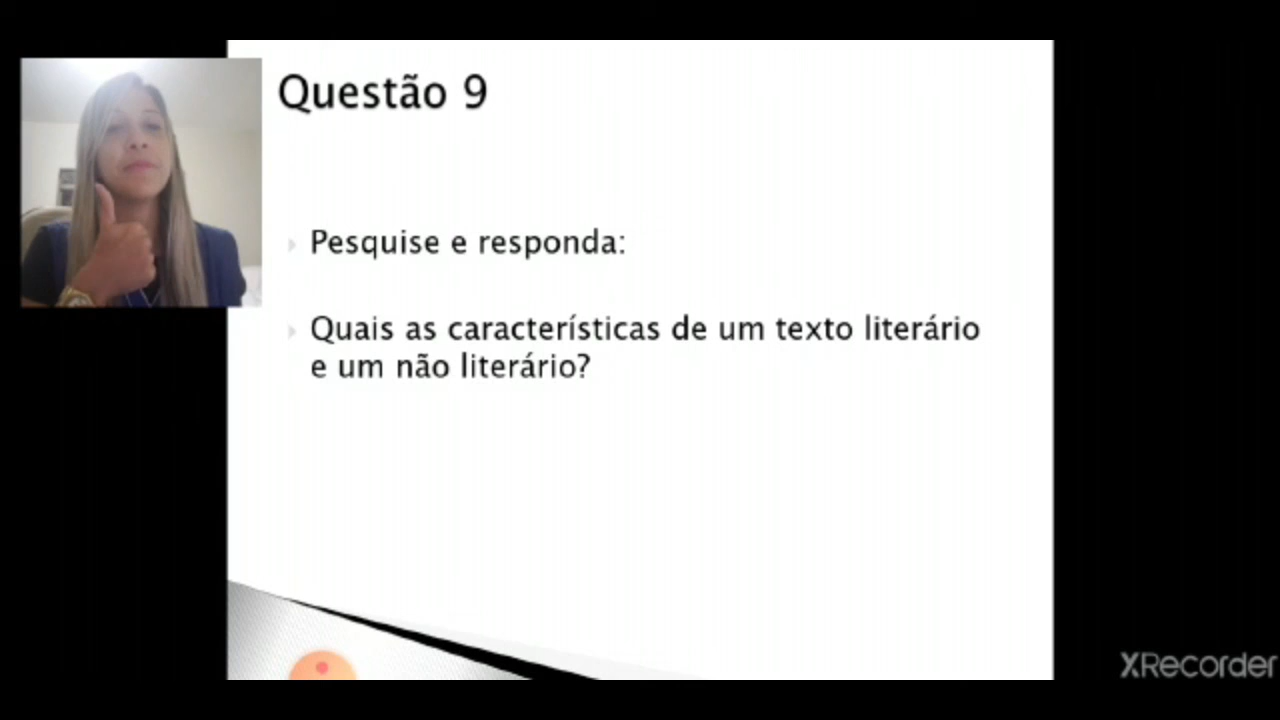 Questão 9
Pesquise e responda:
Quais as características de um texto literário
e um não literário?
XRecorder